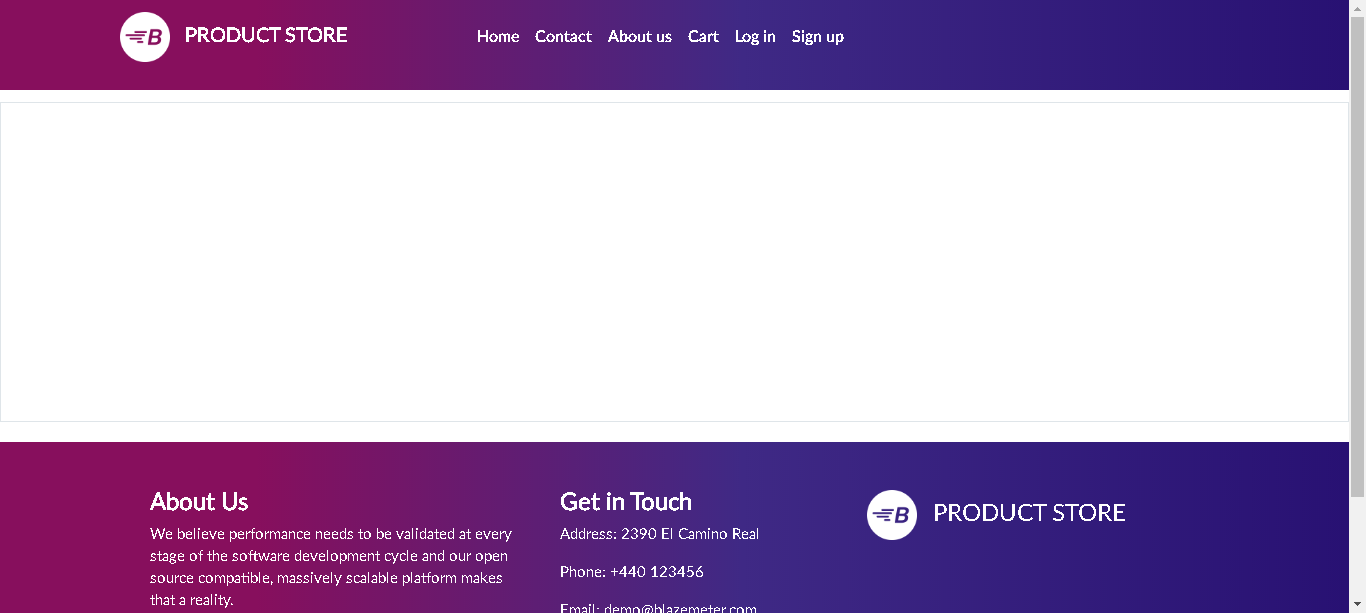 B PRODUCT STORE Home Contact About us Cart Log in Sign up
About Us
We believe performance needs to be validated at every
stage of the software development cycle and our open
source compatible, massively scalable platform makes
that a reality.
Get in Touch
Address: 2390 El Camino Real
Phone: +440 123456
Email: demo@blazemeter.com
B PRODUCT STORE